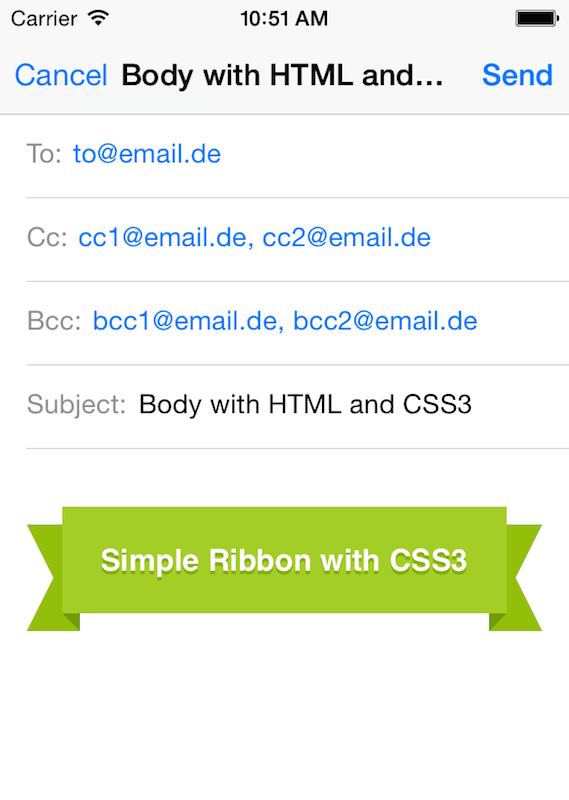 Carrier 10:51 AM
Cancel Body with HTML and... Send
To: to@email.de
Cc: cc1@email.de, cc2@email.de
Bcc: bcc1@email.de, bcc2@email.de
Subject: Body with HTML and CSS3
Simple Ribbon with CSS3